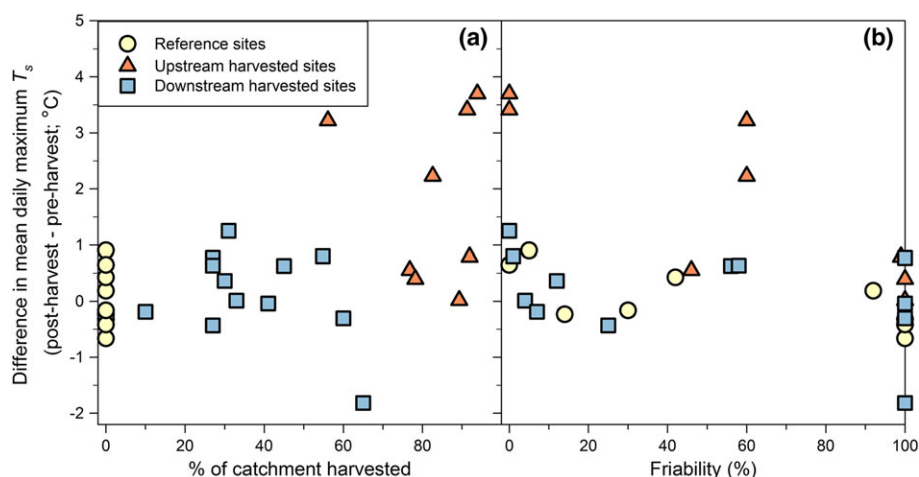 Difference in mean daily maximum Ts
(post-harvest - pre-harvest; °C)
5
4
3
2
1
0
-1
-2
Reference sites
Upstream harvested sites
Downstream harvested sites
(a)
(b)
0
20
40
60
80
0
20
40
60
80
100
% of catchment harvested
Friability (%)